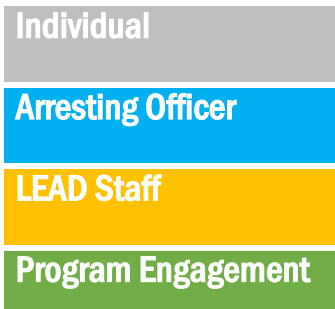 Individual
Arresting Officer
LEAD Staff
Program Engagement